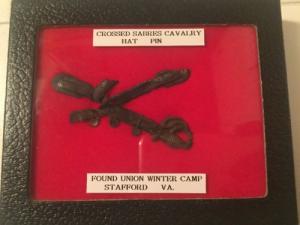 CROSSED SABRES CAVALRY
HAT PIN
FOUND UNION WINTER CAMP
STAFFORD VA.